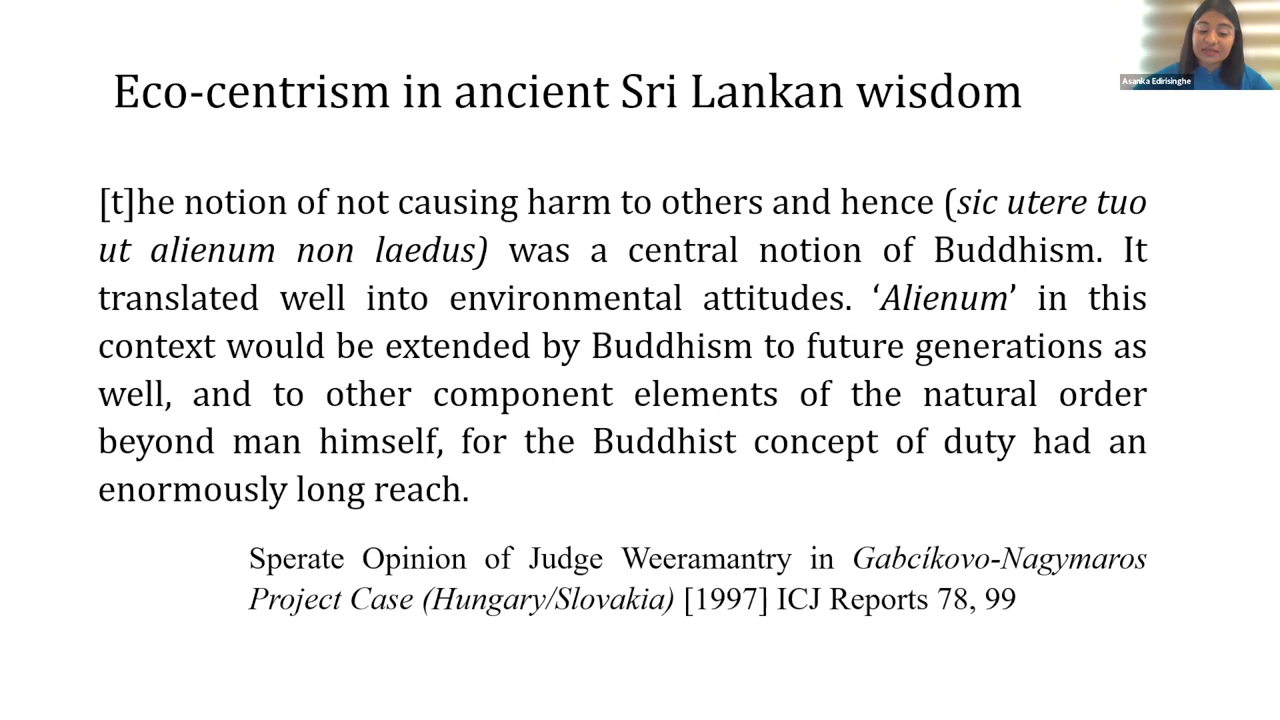 Asanka Edirisinghe
Eco-centrism in ancient Sri Lankan wisdom
[t]he notion of not causing harm to others and hence (sic utere tuo
ut alienum non laedus) was a central notion of Buddhism. It
translated well into environmental attitudes. ‘Alienum’ in this
context would be extended by Buddhism to future generations as
well, and to other component elements of the natural order
beyond man himself, for the Buddhist concept of duty had an
enormously long reach.
Sperate Opinion of Judge Weeramantry in Gabcíkovo-Nagymaros
Project Case (Hungary/Slovakia) [1997] ICJ Reports 78, 99